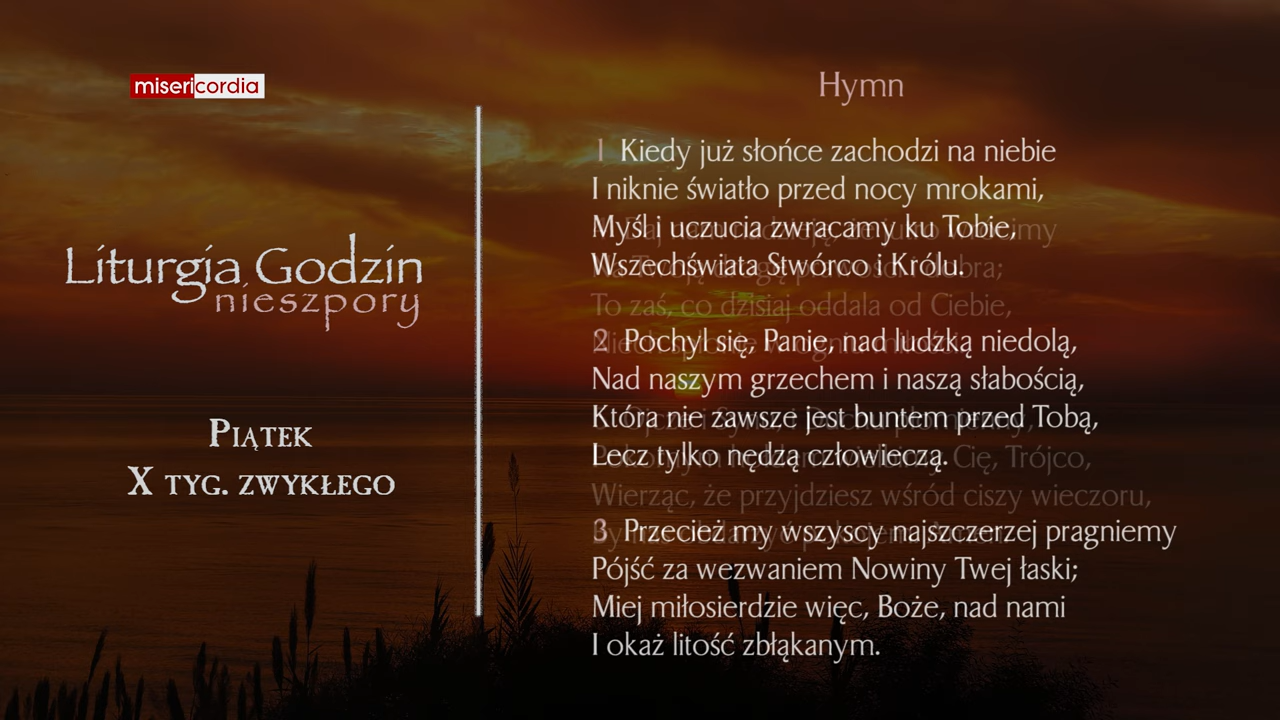 misericordia
Liturgia Godzin
nieszpory
Piątek
X tyg. zwykłego
Hymn
1 Kiedy już słońce zachodzi na niebie
I niknie światło przed nocy mrokami,
Myśl i uczucia zwracamy ku Tobie,
Wszechświata Stwórco i Królu.
2 Pochyl się, Panie, nad ludzką niedolą,
Nad naszym grzechem i naszą słabością,
Która nie zawsze jest buntem przed Tobą,
Lecz tylko nędzą człowieczą.
3 Przecież my wszyscy najszczerzej pragniemy
Pójść za wezwaniem Nowiny Twej łaski;
Miej miłosierdzie więc, Boże, nad nami
I okaż litość zbłąkanym.
To zaś, co dzisiaj oddala od Ciebie,
Cię, Trójco,
Wierząc, że przyjdziesz wśród ciszy wieczoru,